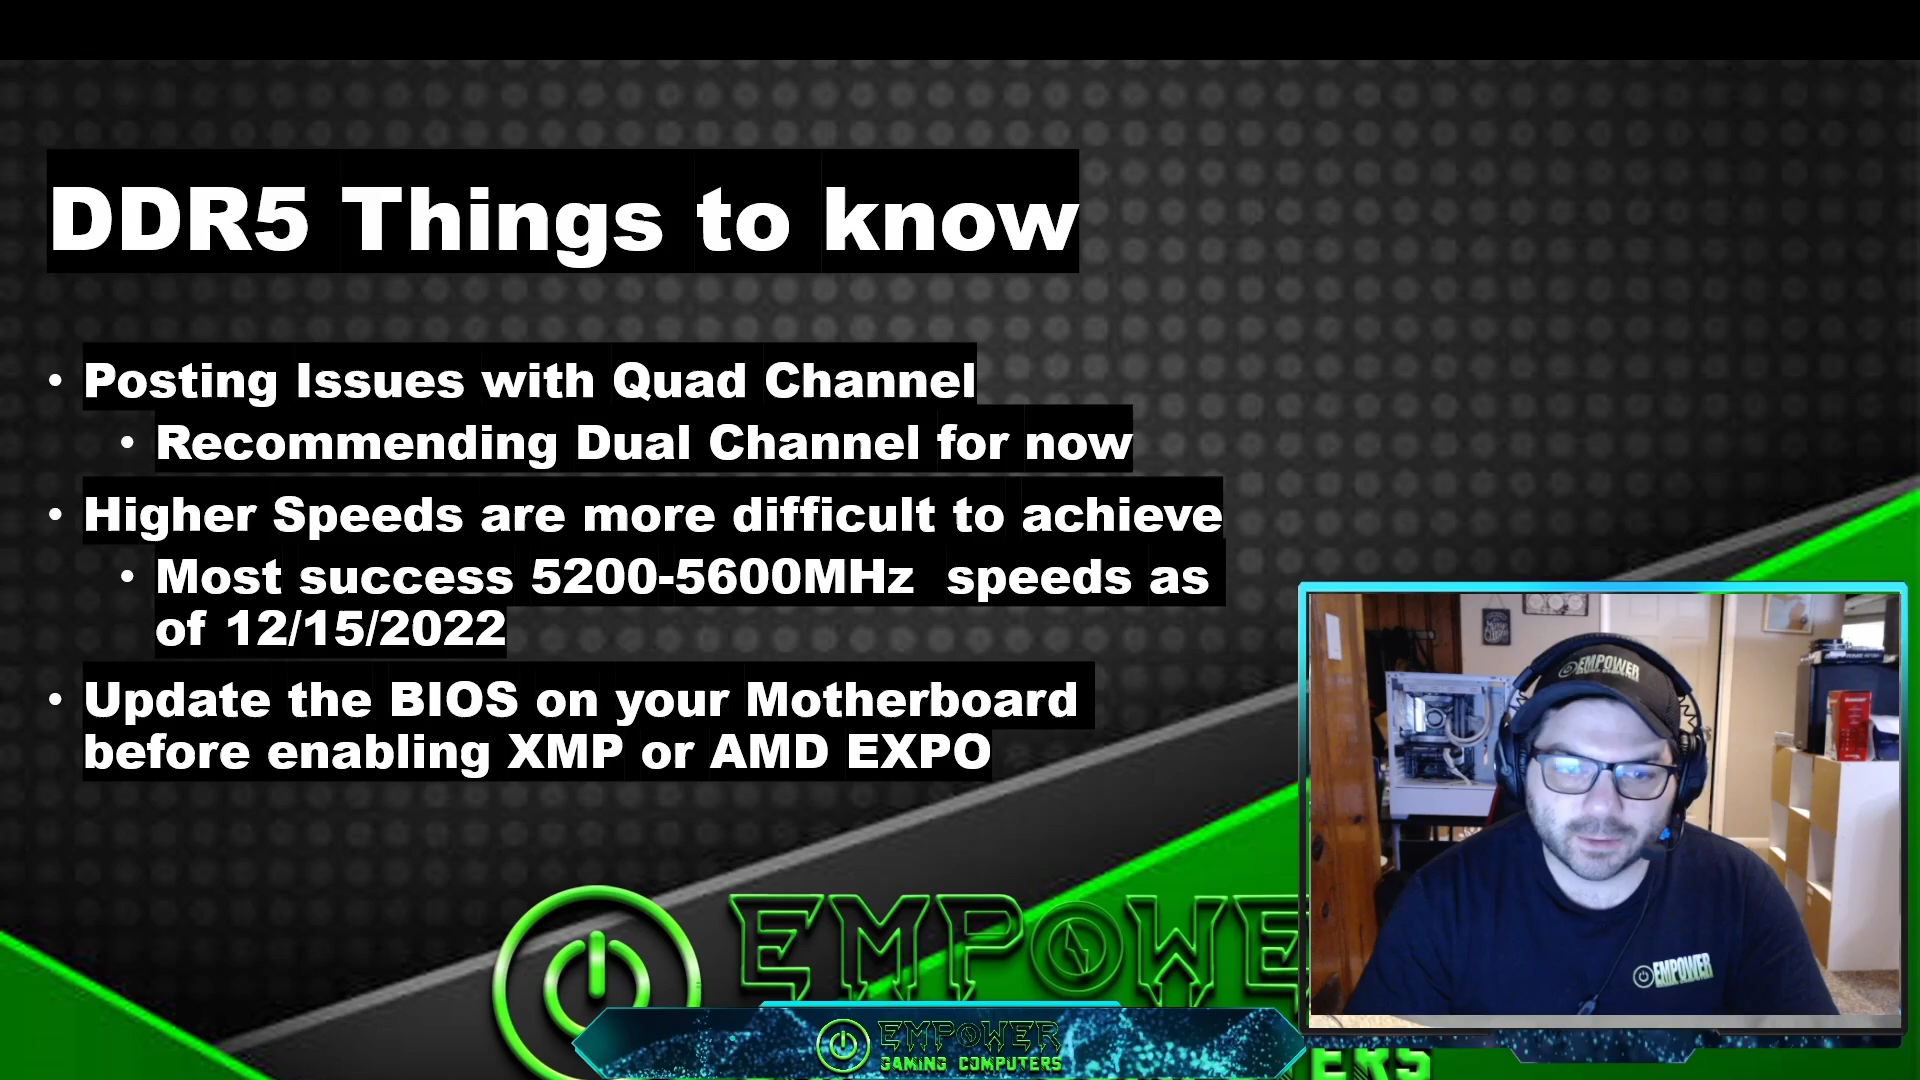 DDR5 Things to know
• Posting Issues with Quad Channel
• Recommending Dual Channel for now
• Higher Speeds are more difficult to achieve
• Most success 5200-5600MHz  speeds as
of 12/15/2022
• Update the BIOS on your Motherboard
before enabling XMP or AMD EXPO
EMPOWE
ERS
EMPOWER
GAMING COMPUTERS
EMPOWER
EMPOWER